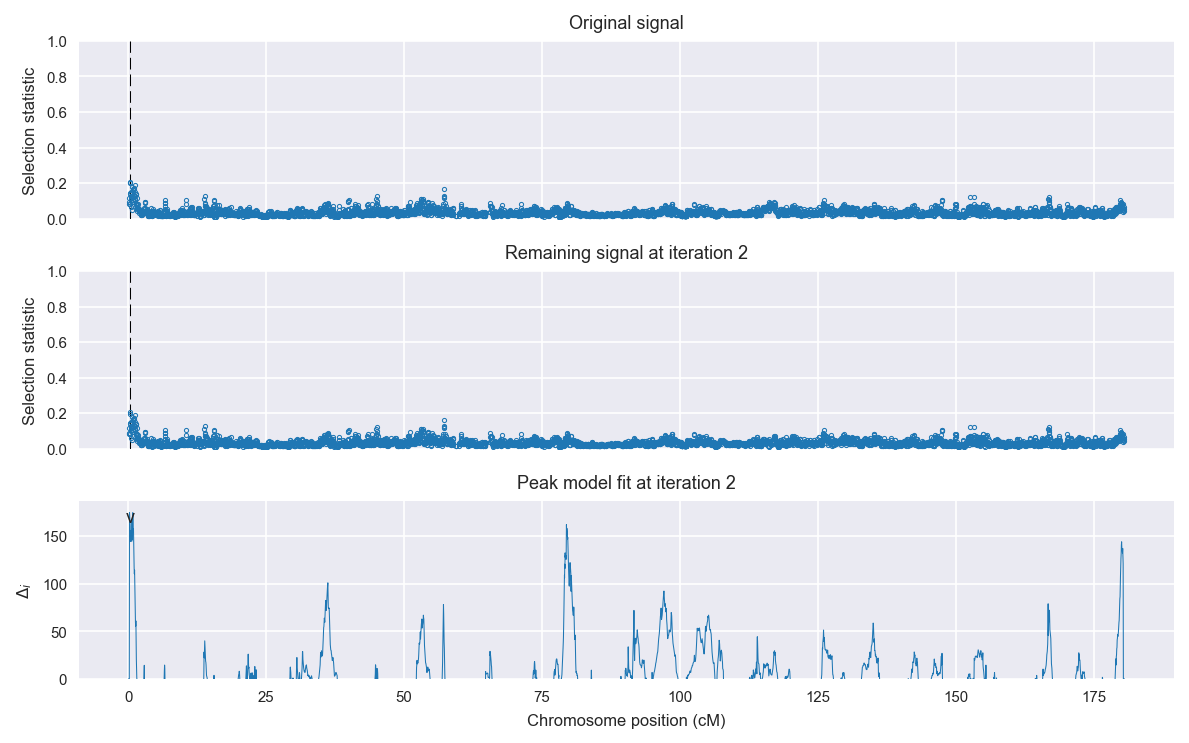 Original signal
Selection statistic
1.0
0.8
0.6
0.4
0.2
0.0
Remaining signal at iteration 2
Selection statistic
1.0
0.8
0.6
0.4
0.2
0.0
Peak model fit at iteration 2
Δi
150
100
50
0
0 25 50 75 100 125 150 175
Chromosome position (cM)